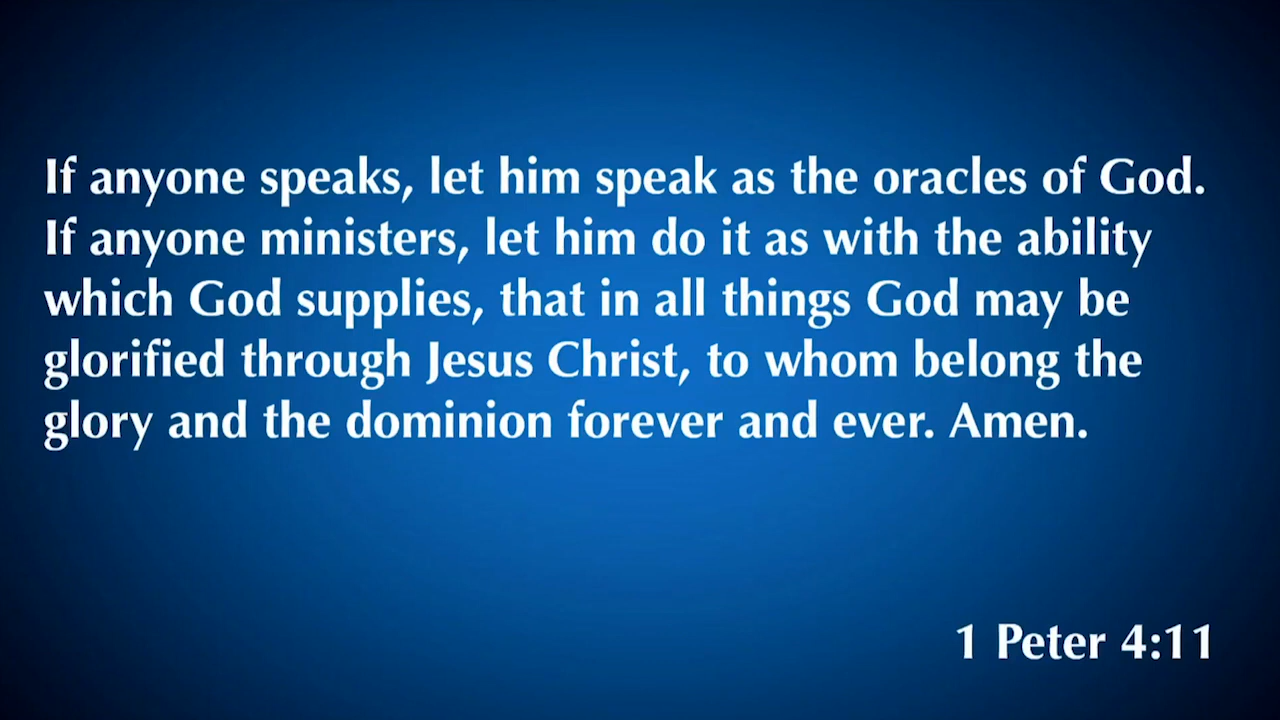 If anyone speaks, let him speak as the oracles of God.
If anyone ministers, let him do it as with the ability
which God supplies, that in all things God may be
glorified through Jesus Christ, to whom belong the
glory and the dominion forever and ever. Amen.
1 Peter 4:11